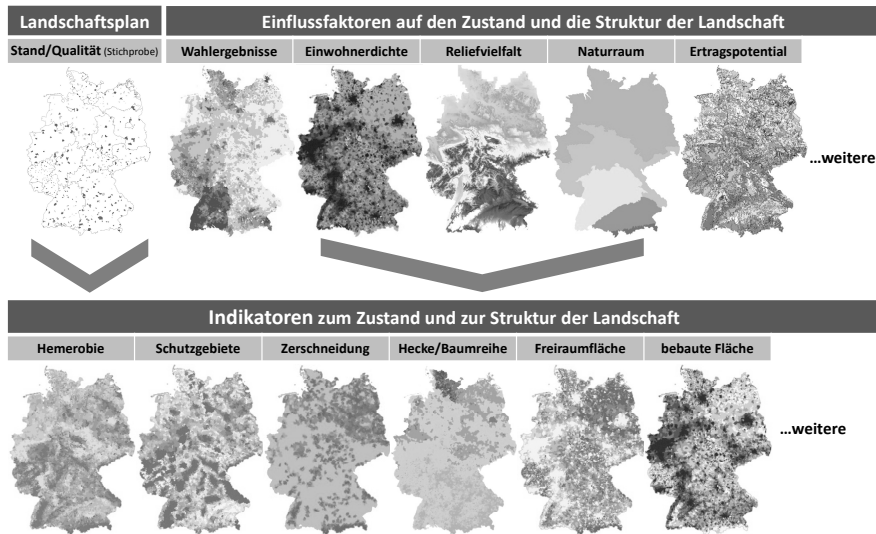 Landschaftsplan
Einflussfaktoren auf den Zustand und die Struktur der Landschaft
Stand/Qualität (Stichprobe)
Wahlergebnisse
Einwohnerdichte
Reliefvielfalt
Naturraum
Ertragspotential
...weitere
Indikatoren zum Zustand und zur Struktur der Landschaft
Hemerobie
Schutzgebiete
Zerschneidung
Hecke/Baumreihe
Freiraumfläche
bebaute Fläche
...weitere